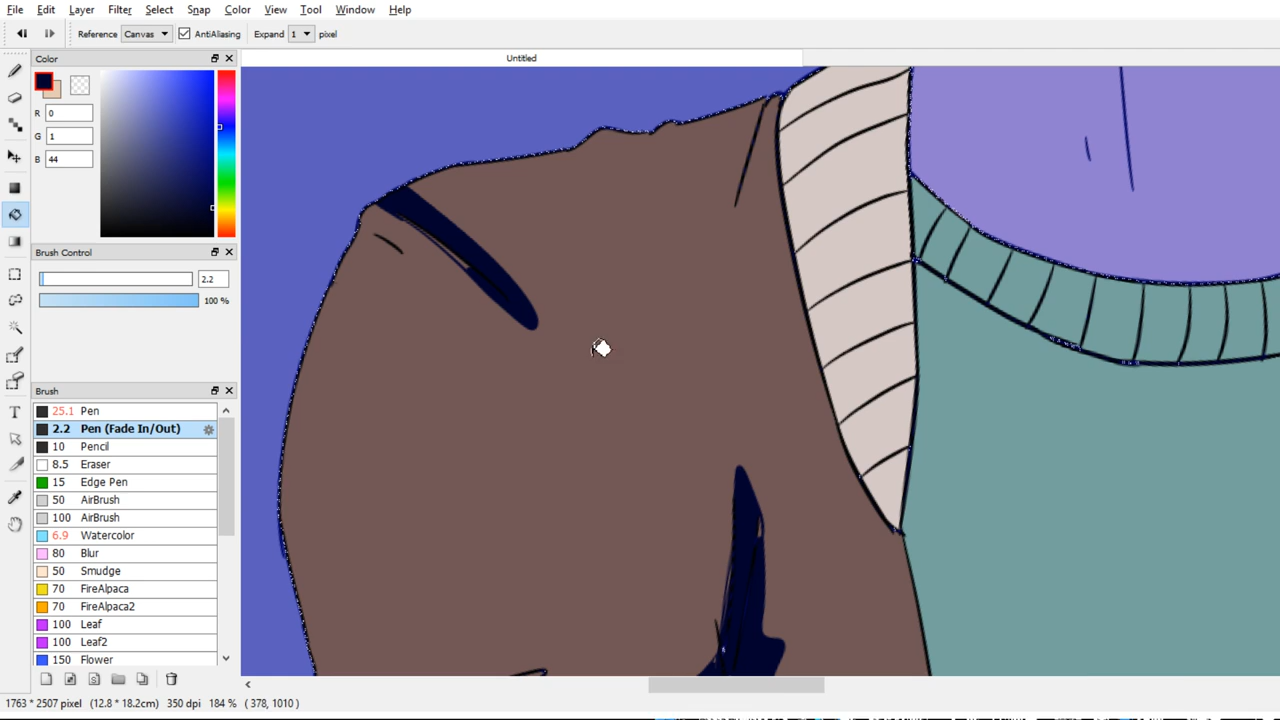 File Edit Layer Filter Select Snap Color View Tool Window Help
Reference Canvas AntiAliasing Expand 1 pixel
Color
Untitled
R 0
G 1
B 44
Brush Control
2.2
100 %
Brush
25.1 Pen
2.2 Pen (Fade In/Out)
10 Pencil
8.5 Eraser
15 Edge Pen
50 AirBrush
100 AirBrush
6.9 Watercolor
80 Blur
50 Smudge
70 FireAlpaca
70 FireAlpaca2
100 Leaf
100 Leaf2
150 Flower
1763 * 2507 pixel (12.8 * 18.2cm) 350 dpi 184 % ( 378, 1010 )